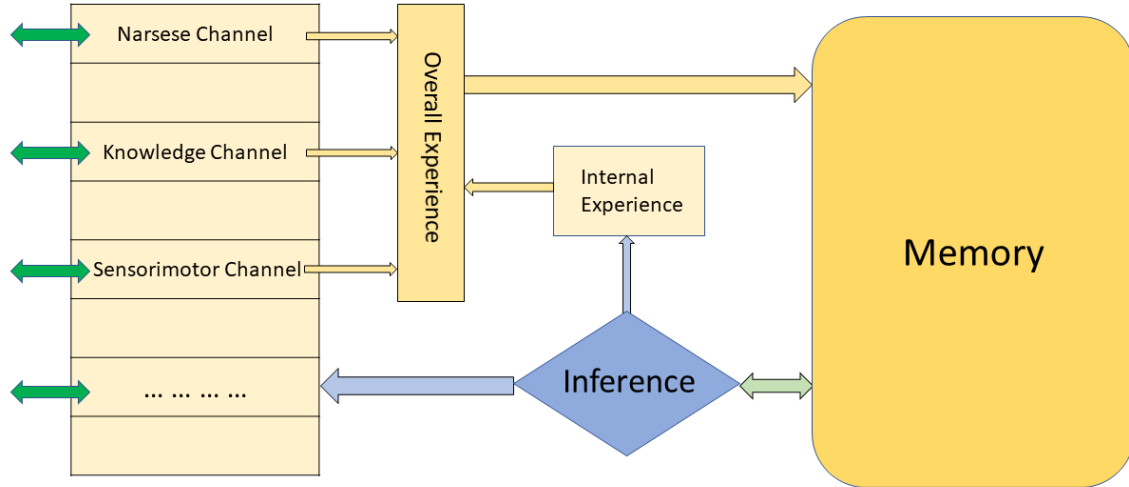 Narsese Channel
Knowledge Channel
Sensorimotor Channel
... ... ... ...
Overall Experience
Internal
Experience
Inference
Memory